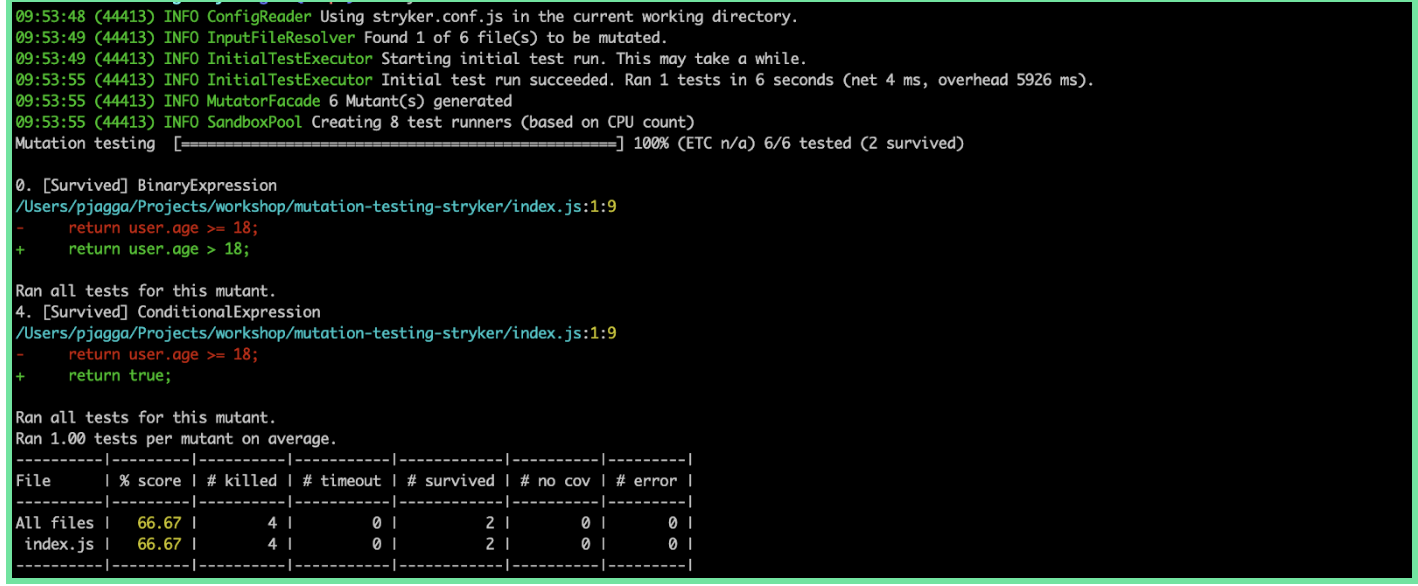 09:53:48 (44413) INFO ConfigReader Using stryker.conf.js in the current working directory.
09:53:49 (44413) INFO InputFileResolver Found 1 of 6 file(s) to be mutated.
09:53:49 (44413) INFO InitialTestExecutor Starting initial test run. This may take a while.
09:53:55 (44413) INFO InitialTestExecutor Initial test run succeeded. Ran 1 tests in 6 seconds (net 4 ms, overhead 5926 ms).
09:53:55 (44413) INFO MutatorFacade 6 Mutant(s) generated
09:53:55 (44413) INFO SandboxPool Creating 8 test runners (based on CPU count)
Mutation testing  [==================================================] 100% (ETC n/a) 6/6 tested (2 survived)
0. [Survived] BinaryExpression
/Users/pjagga/Projects/workshop/mutation-testing-stryker/index.js:1:9
-     return user.age >= 18;
+     return user.age > 18;
Ran all tests for this mutant.
4. [Survived] ConditionalExpression
/Users/pjagga/Projects/workshop/mutation-testing-stryker/index.js:1:9
-     return user.age >= 18;
+     return true;
Ran all tests for this mutant.
Ran 1.00 tests per mutant on average.
----------|---------|----------|-----------|------------|----------|---------|
File      | % score | # killed | # timeout | # survived | # no cov | # error |
----------|---------|----------|-----------|------------|----------|---------|
All files |   66.67 |        4 |         0 |          2 |        0 |       0 |
 index.js |   66.67 |        4 |         0 |          2 |        0 |       0 |
----------|---------|----------|-----------|------------|----------|---------|